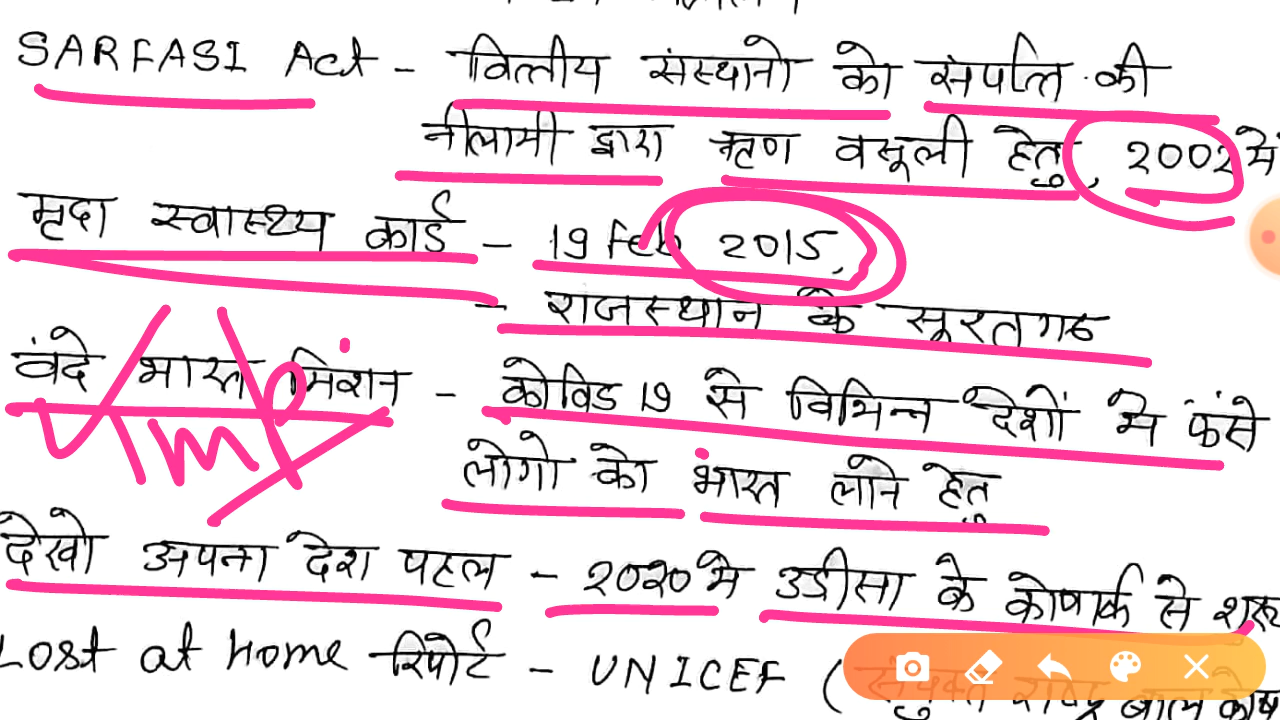 SARFASI Act - वित्तीय संस्थानो को संपत्ति की
नीलामी द्वारा ऋण वसूली हेतु, 2002 में
मृदा स्वास्थ्य कार्ड - 19 Feb 2015,
- राजस्थान के सूरतगढ
वंदे भारत मिशन - कोविड 19 से विभिन्न देशों मे फंसे
Imp
लोगो को भारत लाने हेतु
देखो अपना देश पहल - 2020 मे उडीसा के कोणार्क से शुरू
Lost at home रिपोर्ट - UNICEF (संयुक्त राष्ट्र बाल कोष